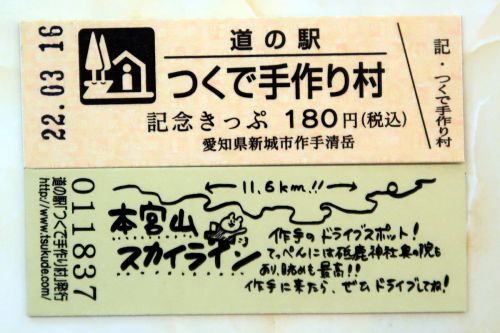 22.03.16
道の駅
つくで手作り村
記念きっぷ 180円(税込)
愛知県新城市作手清岳
記・つくで手作り村
道の駅「つくで手作り村」発行
http://www.tsukude.com/
011837
11.6km!!
本宮山
スカイライン
作手のドライブスポット!
てっぺんには砥鹿神社奥の院も
あり、眺めも最高!!
作手に来たら、ぜひドライブしてね!